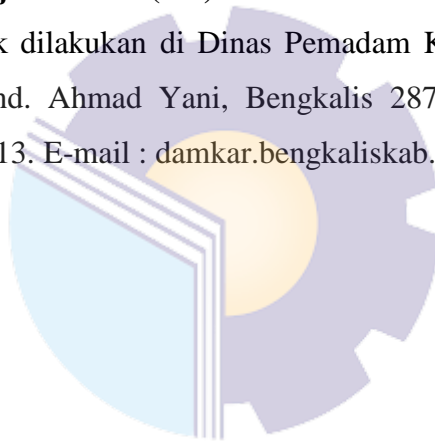 k dilakukan di Dinas Pemadam K
nd. Ahmad Yani, Bengkalis 287
13. E-mail : damkar.bengkaliskab.